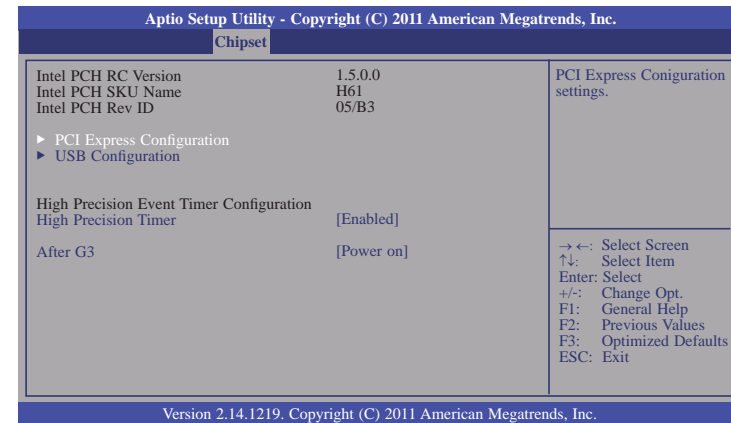 Aptio Setup Utility - Copyright (C) 2011 American Megatrends, Inc.
Chipset
Intel PCH RC Version 1.5.0.0
Intel PCH SKU Name H61
Intel PCH Rev ID 05/B3
► PCI Express Configuration
► USB Configuration
High Precision Event Timer Configuration
High Precision Timer [Enabled]
After G3 [Power on]
PCI Express Coniguration
settings.
→←: Select Screen
↑↓: Select Item
Enter: Select
+/-: Change Opt.
F1: General Help
F2: Previous Values
F3: Optimized Defaults
ESC: Exit
Version 2.14.1219. Copyright (C) 2011 American Megatrends, Inc.